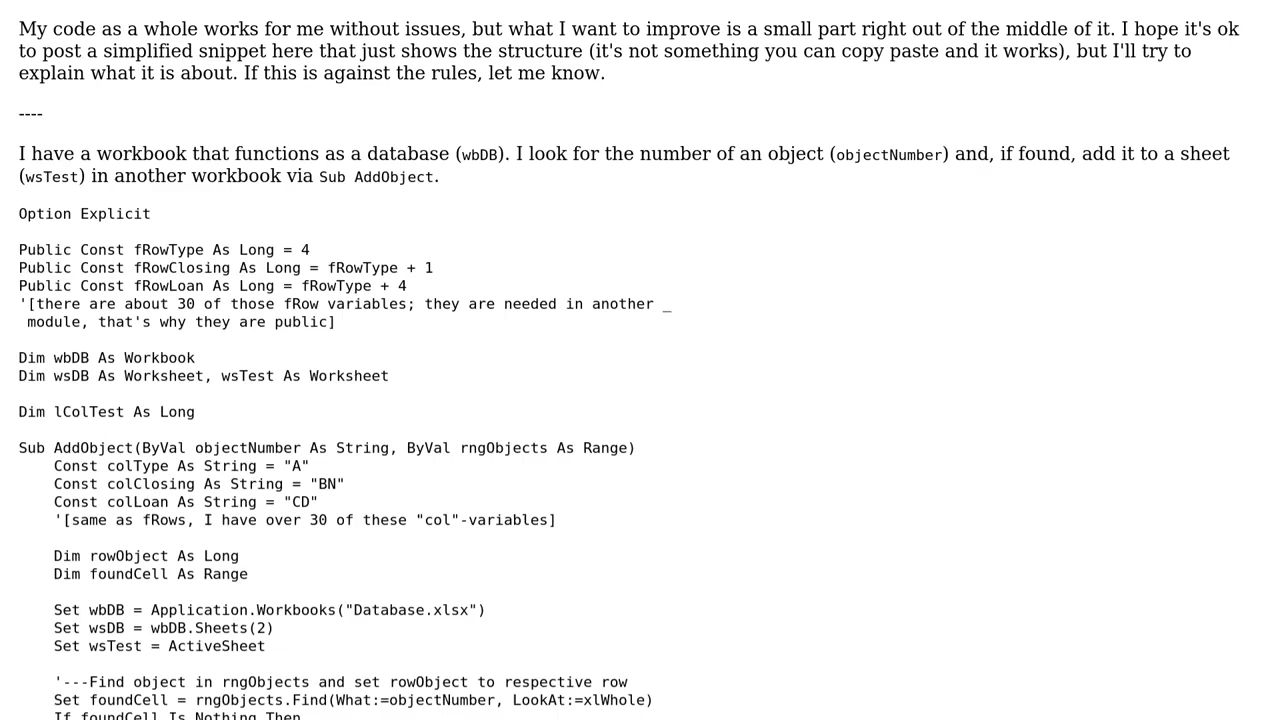 My code as a whole works for me without issues, but what I want to improve is a small part right out of the middle of it. I hope it's ok
to post a simplified snippet here that just shows the structure (it's not something you can copy paste and it works), but I'll try to
explain what it is about. If this is against the rules, let me know.
----
I have a workbook that functions as a database (wbDB). I look for the number of an object (objectNumber) and, if found, add it to a sheet
(wsTest) in another workbook via Sub AddObject.
Option Explicit
Public Const fRowType As Long = 4
Public Const fRowClosing As Long = fRowType + 1
Public Const fRowLoan As Long = fRowType + 4
'[there are about 30 of those fRow variables; they are needed in another _
 module, that's why they are public]
Dim wbDB As Workbook
Dim wsDB As Worksheet, wsTest As Worksheet
Dim lColTest As Long
Sub AddObject(ByVal objectNumber As String, ByVal rngObjects As Range)
    Const colType As String = "A"
    Const colClosing As String = "BN"
    Const colLoan As String = "CD"
    '[same as fRows, I have over 30 of these "col"-variables]
    Dim rowObject As Long
    Dim foundCell As Range
    Set wbDB = Application.Workbooks("Database.xlsx")
    Set wsDB = wbDB.Sheets(2)
    Set wsTest = ActiveSheet
    '---Find object in rngObjects and set rowObject to respective row
    Set foundCell = rngObjects.Find(What:=objectNumber, LookAt:=xlWhole)
    If foundCell Is Nothing Then